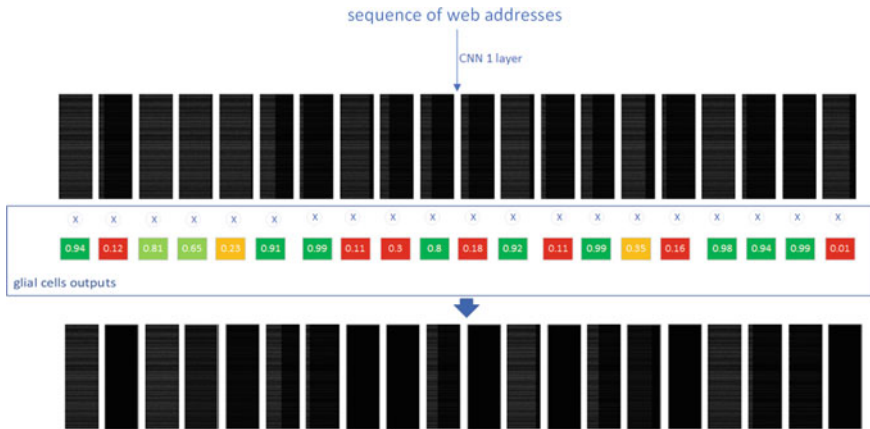 sequence of web addresses
CNN 1 layer
X X X X X X X X X X X X X X X X X X X X
0.94 0.12 0.81 0.65 0.23 0.91 0.99 0.11 0.3 0.8 0.18 0.92 0.11 0.99 0.35 0.16 0.98 0.94 0.99 0.01
glial cells outputs